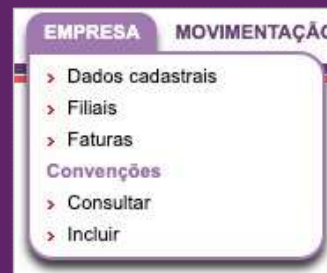 EMPRESA MOVIMENTAÇÃO
Dados cadastrais
Filiais
Faturas
Convenções
Consultar
Incluir